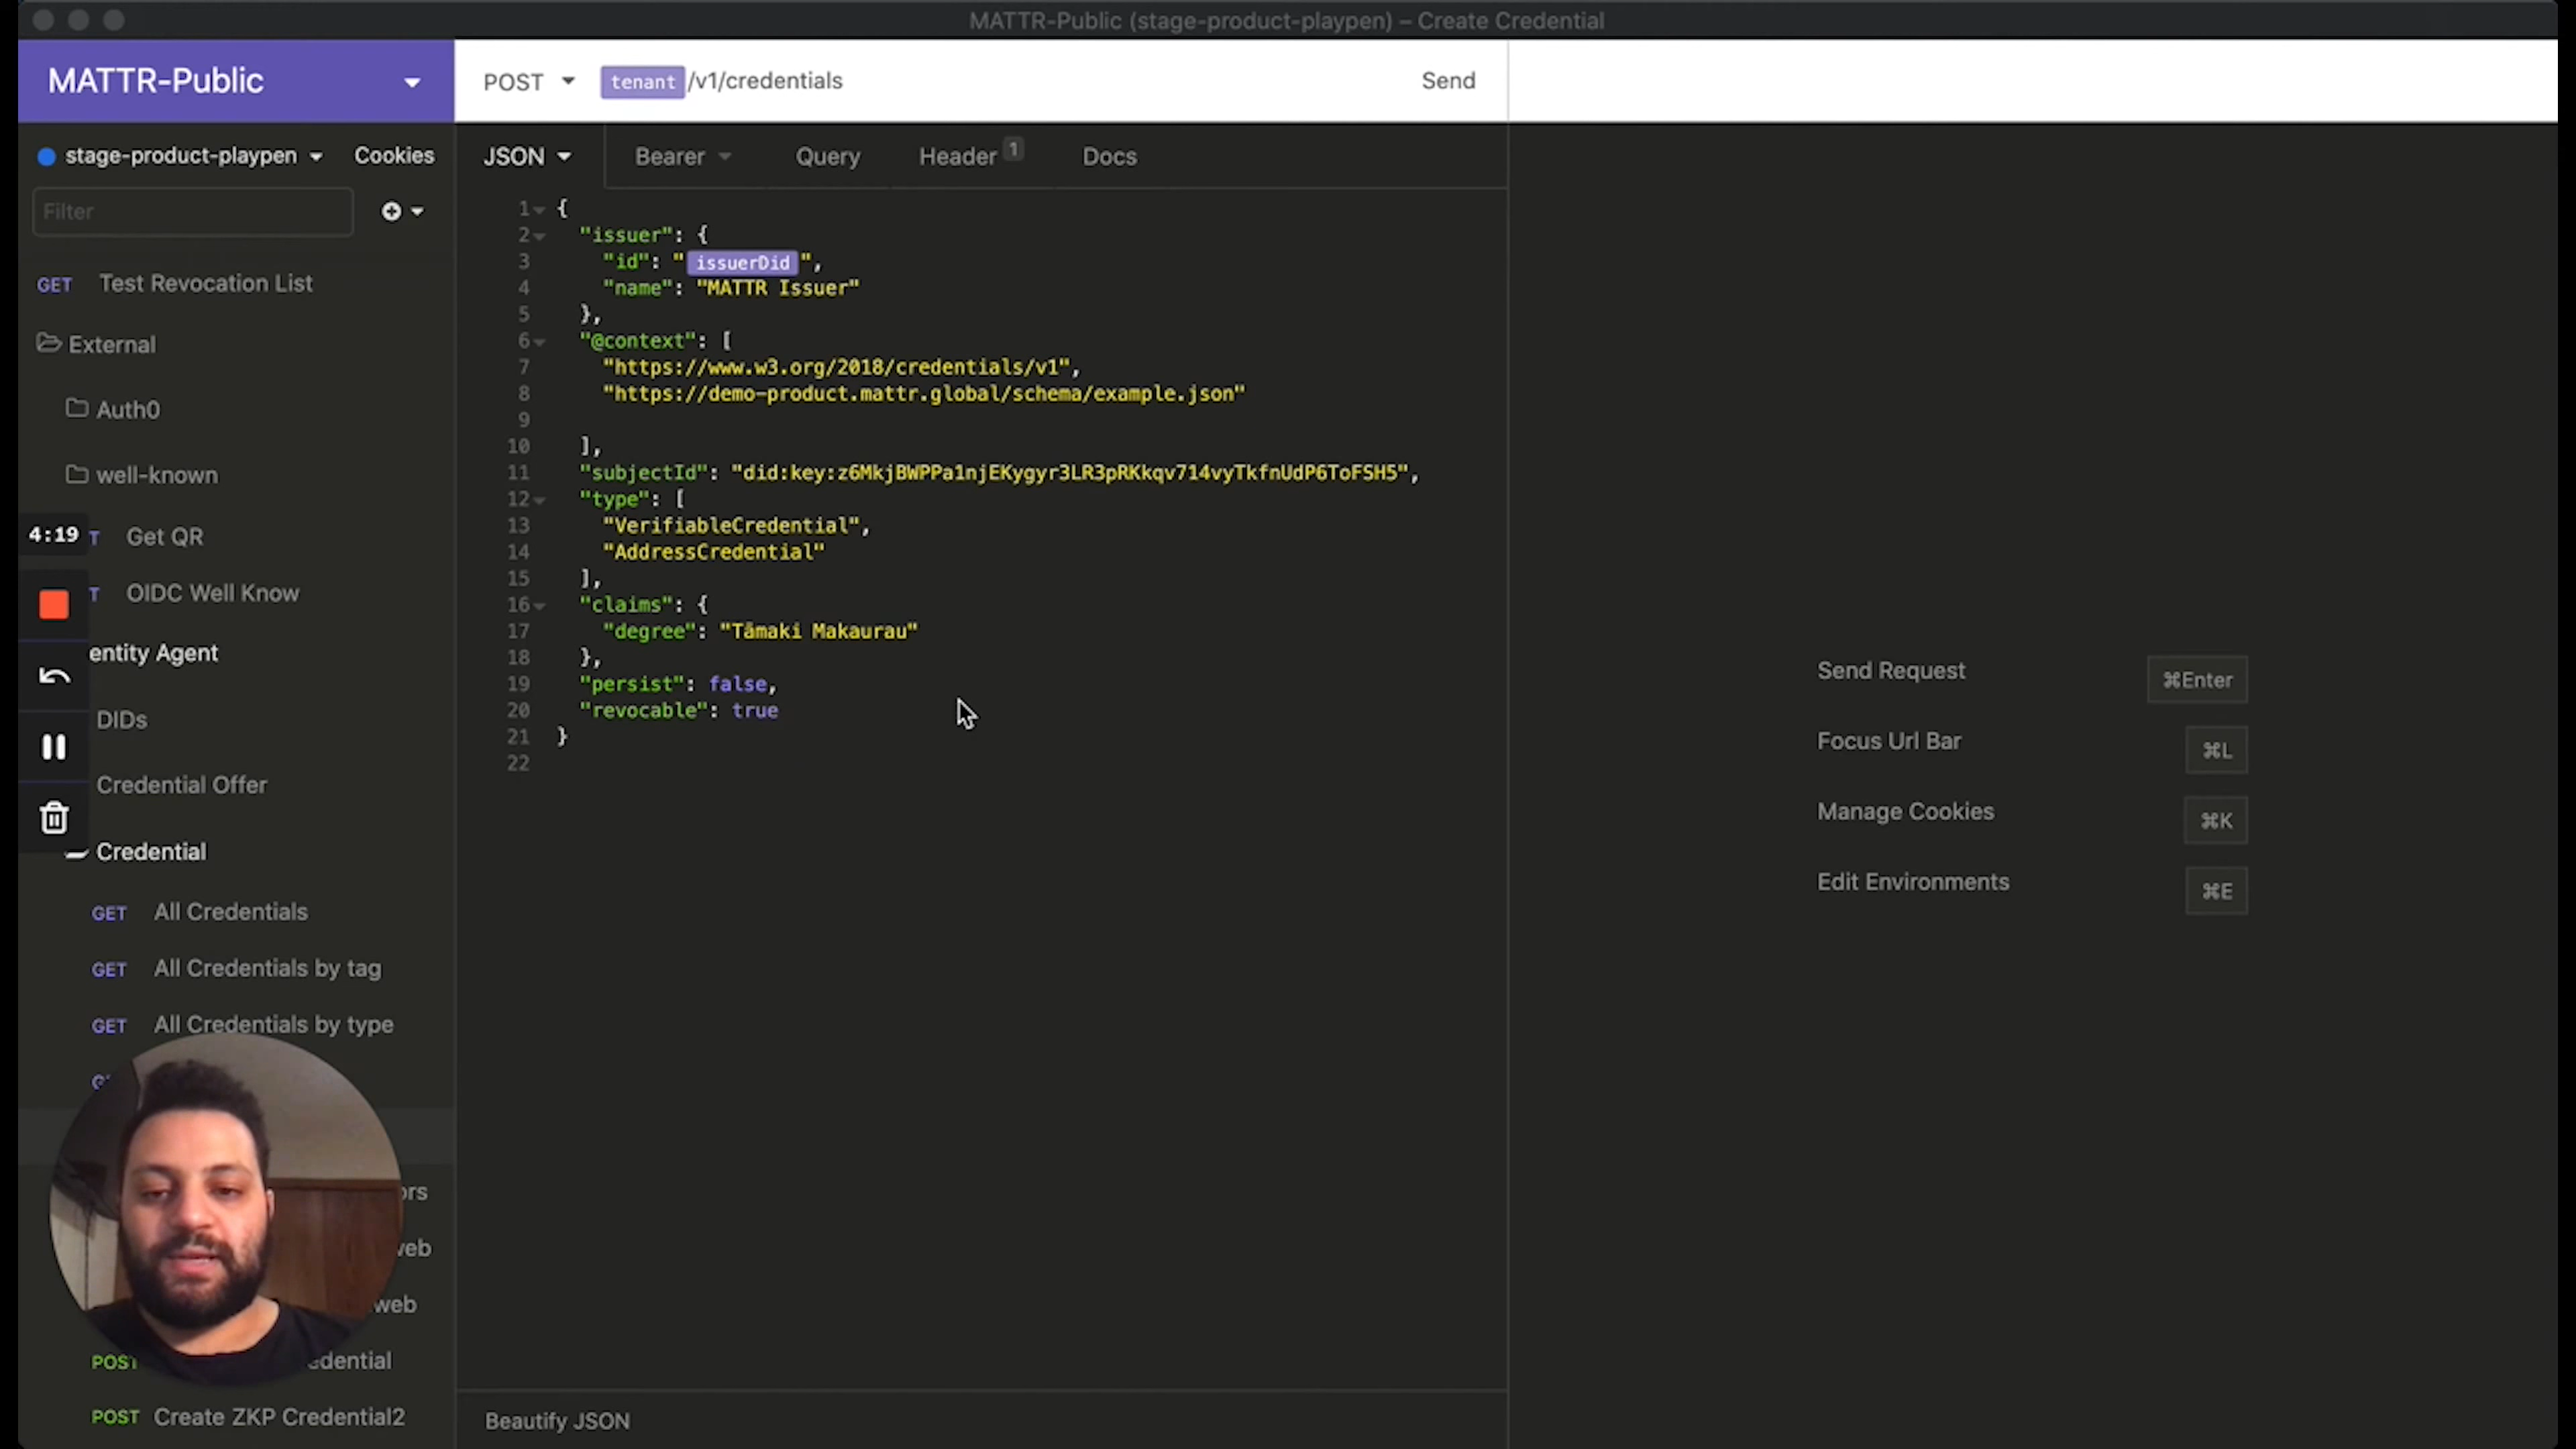 MATTR-Public (stage-product-playpen) – Create Credential
MATTR-Public
POST tenant/v1/credentials Send
stage-product-playpen Cookies
JSON Bearer Query Header 1 Docs
Filter
GET Test Revocation List
External
Auth0
well-known
4:19
T Get QR
T OIDC Well Know
entity Agent
DIDs
Credential Offer
Credential
GET All Credentials
GET All Credentials by tag
GET All Credentials by type
ors
web
web
POST edential
POST Create ZKP Credential2
1 {
2 "issuer": {
3 "id": "issuerDid",
4 "name": "MATTR Issuer"
5 },
6 "@context": [
7 "https://www.w3.org/2018/credentials/v1",
8 "https://demo-product.mattr.global/schema/example.json"
9
10 ],
11 "subjectId": "did:key:z6MkjBWPPa1njEKygyr3LR3pRKkqv714vyTkfnUdP6ToFSH5",
12 "type": [
13 "VerifiableCredential",
14 "AddressCredential"
15 ],
16 "claims": {
17 "degree": "Tāmaki Makaurau"
18 },
19 "persist": false,
20 "revocable": true
21 }
22
Beautify JSON
Send Request ⌘Enter
Focus Url Bar ⌘L
Manage Cookies ⌘K
Edit Environments ⌘E